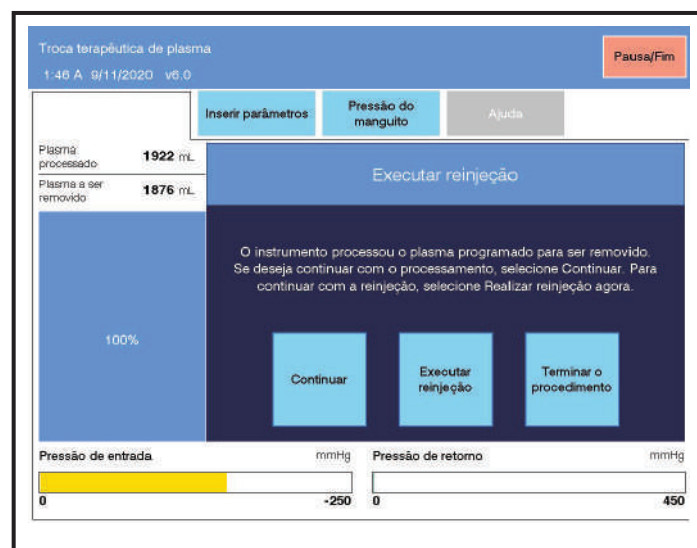 Troca terapêutica de plasma
1:46 A 9/11/2020 v6.0
Pausa/Fim
Inserir parâmetros
Pressão do
manguito
Ajuda
Plasma
processado
1922 mL
Plasma a ser
removido
1876 mL
Executar reinjeção
O instrumento processou o plasma programado para ser removido.
Se deseja continuar com o processamento, selecione Continuar. Para
continuar com a reinjeção, selecione Realizar reinjeção agora.
100%
Continuar
Executar
reinjeção
Terminar o
procedimento
Pressão de entrada
mmHg
Pressão de retorno
mmHg
0
-250
0
450